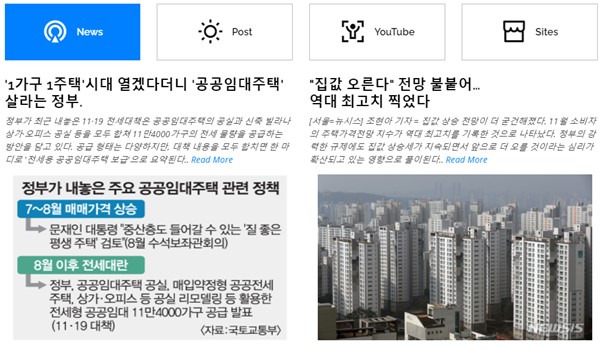 News
Post
YouTube
Sites
'1가구 1주택'시대 열겠다더니 '공공임대주택'
살라는 정부.
정부가 최근 내놓은 11·19 전세대책은 공공임대주택의 공실과 신축 빌라나
상가·오피스 공실 등을 모두 합쳐 11만4000가구의 전세 물량을 공급하는
방안을 담고 있다. 공급 형태는 다양하지만, 대책 내용을 모두 합치면 한 마
디로 '전세용 공공임대주택 보급'으로 요약된다.. Read More
정부가 내놓은 주요 공공임대주택 관련 정책
7~8월 매매가격 상승
문재인 대통령 "중산층도 들어갈 수 있는 '질 좋은
평생 주택' 검토"(8월 수석보좌관회의)
8월 이후 전세대란
정부, 공공임대주택 공실, 매입약정형 공공전세
주택, 상가·오피스 등 공실 리모델링 등 활용한
전세형 공공임대 11만4000가구 공급 발표
(11·19 대책)
〈자료: 국토교통부〉
"집값 오른다" 전망 불붙어...
역대 최고치 찍었다
[서울=뉴시스] 조현아 기자 = 집값 상승 전망이 더 굳건해졌다. 11월 소비자
의 주택가격전망 지수가 역대 최고치를 기록한 것으로 나타났다. 정부의 강
력한 규제에도 집값 상승세가 지속되면서 앞으로 더 오를 것이라는 심리가
확산되고 있는 영향으로 풀이된다.. Read More
NEWSIS